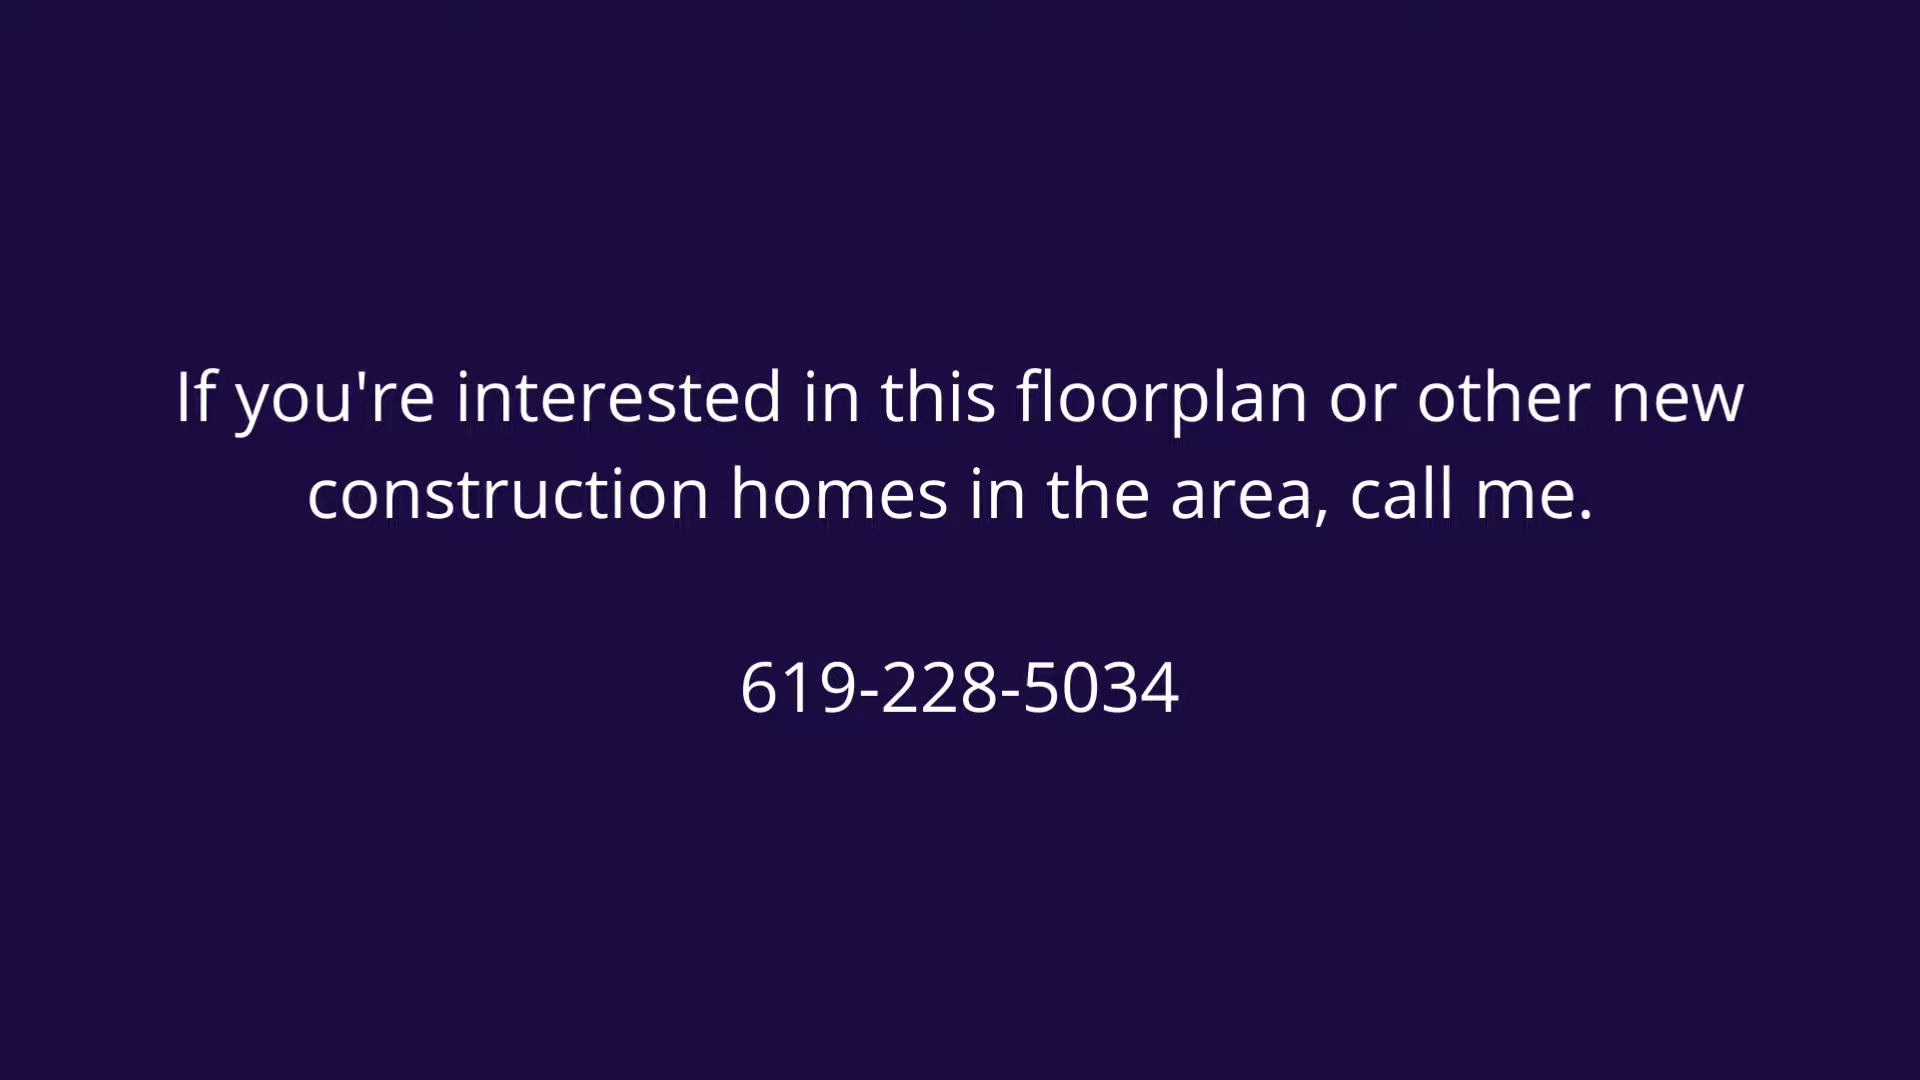 If you're interested in this floorplan or other new
construction homes in the area, call me.
619-228-5034